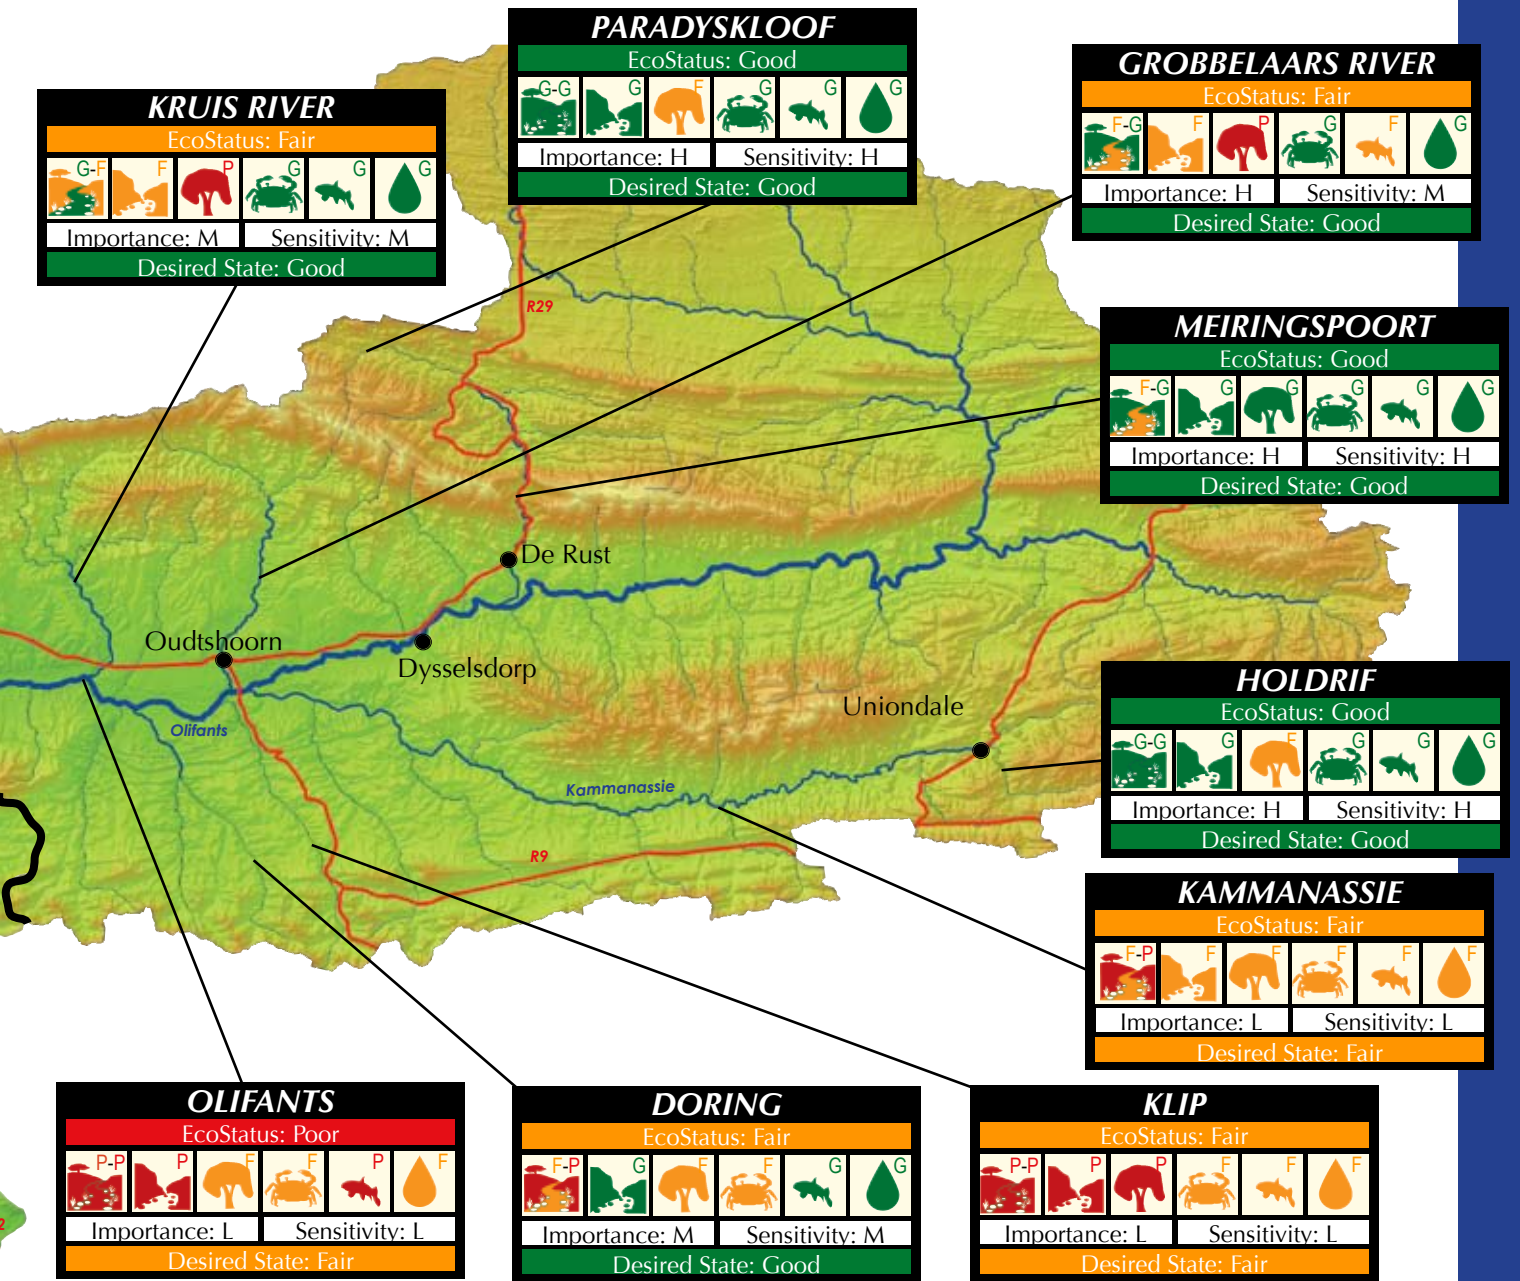 PARADYSKLOOF
EcoStatus: Good
G-G G F G G G
Importance: H Sensitivity: H
Desired State: Good
GROBBELAARS RIVER
EcoStatus: Fair
F-G F P G F G
Importance: H Sensitivity: M
Desired State: Good
KRUIS RIVER
EcoStatus: Fair
G-F F P G G G
Importance: M Sensitivity: M
Desired State: Good
R29
MEIRINGSPOORT
EcoStatus: Good
F-G G G G G G
Importance: H Sensitivity: H
Desired State: Good
De Rust
Oudtshoorn
Dysselsdorp
Uniondale
Olifants
Kammanassie
R9
HOLDRIF
EcoStatus: Good
G-G G F G G G
Importance: H Sensitivity: H
Desired State: Good
KAMMANASSIE
EcoStatus: Fair
F-P F F F F F
Importance: L Sensitivity: L
Desired State: Fair
OLIFANTS
EcoStatus: Poor
P-P P F F P F
Importance: L Sensitivity: L
Desired State: Fair
DORING
EcoStatus: Fair
F-P G F F G G
Importance: M Sensitivity: M
Desired State: Good
KLIP
EcoStatus: Fair
P-P P P F F F
Importance: L Sensitivity: L
Desired State: Fair
2